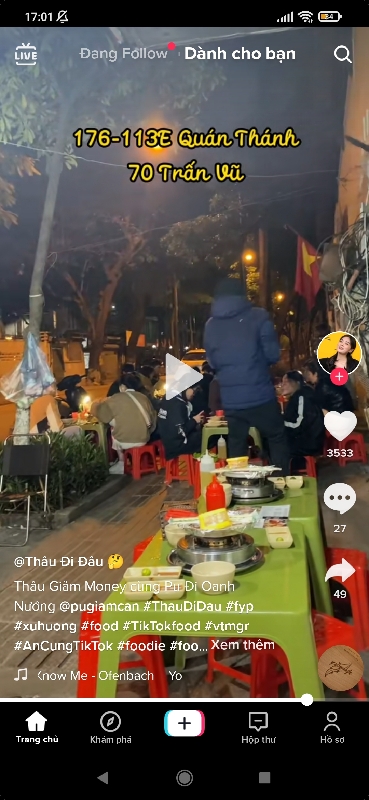 17:01
84
LIVE
Đang Follow Dành cho bạn
176-113E Quán Thánh
70 Trấn Vũ
3533
27
49
@Thâu Đi Đâu 🤔
Thâu Giăm Money cùng Pu Đi Oanh
Nướng @pugiamcan #ThauDiDau #fyp
#xuhuong #food #TikTokfood #vtmgr
#AnCungTikTok #foodie #foo... Xem thêm
Know Me - Ofenbach Yo
Trang chủ Khám phá Hộp thư Hồ sơ